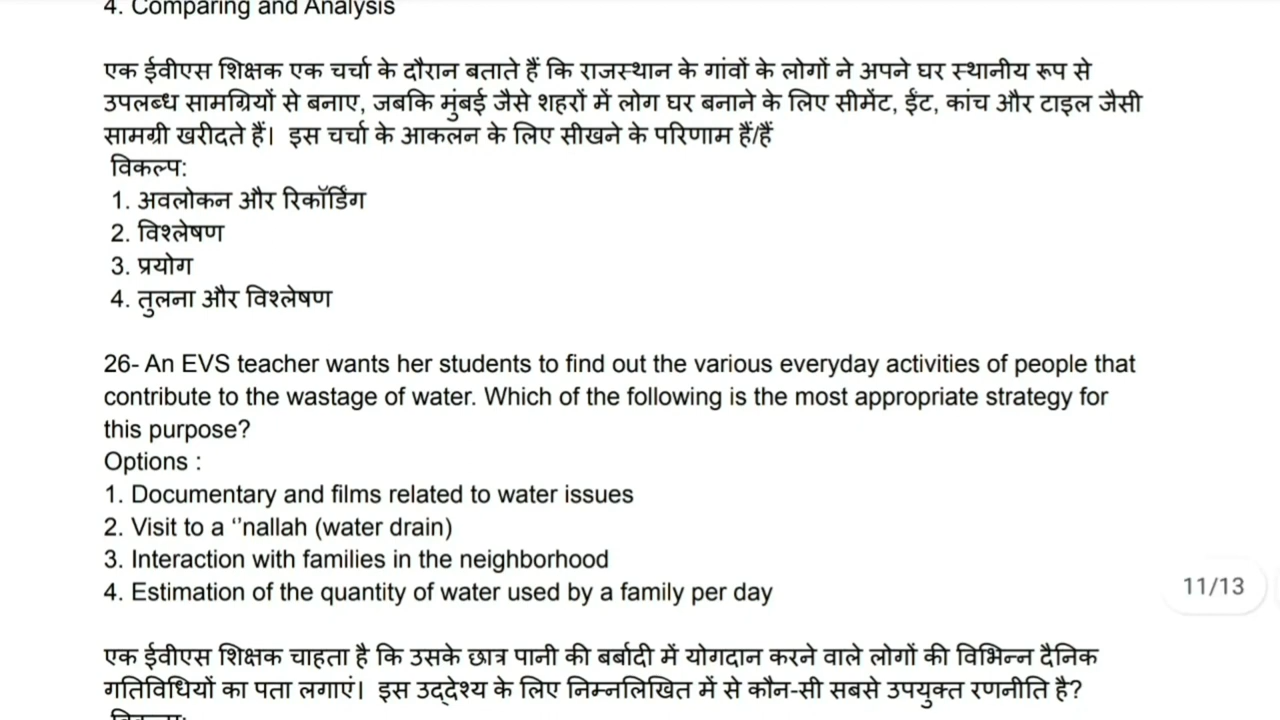 4. Comparing and Analysis
एक ईवीएस शिक्षक एक चर्चा के दौरान बताते हैं कि राजस्थान के गांवों के लोगों ने अपने घर स्थानीय रूप से
उपलब्ध सामग्रियों से बनाए, जबकि मुंबई जैसे शहरों में लोग घर बनाने के लिए सीमेंट, ईंट, कांच और टाइल जैसी
सामग्री खरीदते हैं। इस चर्चा के आकलन के लिए सीखने के परिणाम हैं/हैं
विकल्प:
1. अवलोकन और रिकॉर्डिंग
2. विश्लेषण
3. प्रयोग
4. तुलना और विश्लेषण
26- An EVS teacher wants her students to find out the various everyday activities of people that
contribute to the wastage of water. Which of the following is the most appropriate strategy for
this purpose?
Options :
1. Documentary and films related to water issues
2. Visit to a ‘’nallah (water drain)
3. Interaction with families in the neighborhood
4. Estimation of the quantity of water used by a family per day
11/13
एक ईवीएस शिक्षक चाहता है कि उसके छात्र पानी की बर्बादी में योगदान करने वाले लोगों की विभिन्न दैनिक
गतिविधियों का पता लगाएं। इस उद्देश्य के लिए निम्नलिखित में से कौन-सी सबसे उपयुक्त रणनीति है?
विकल्प: